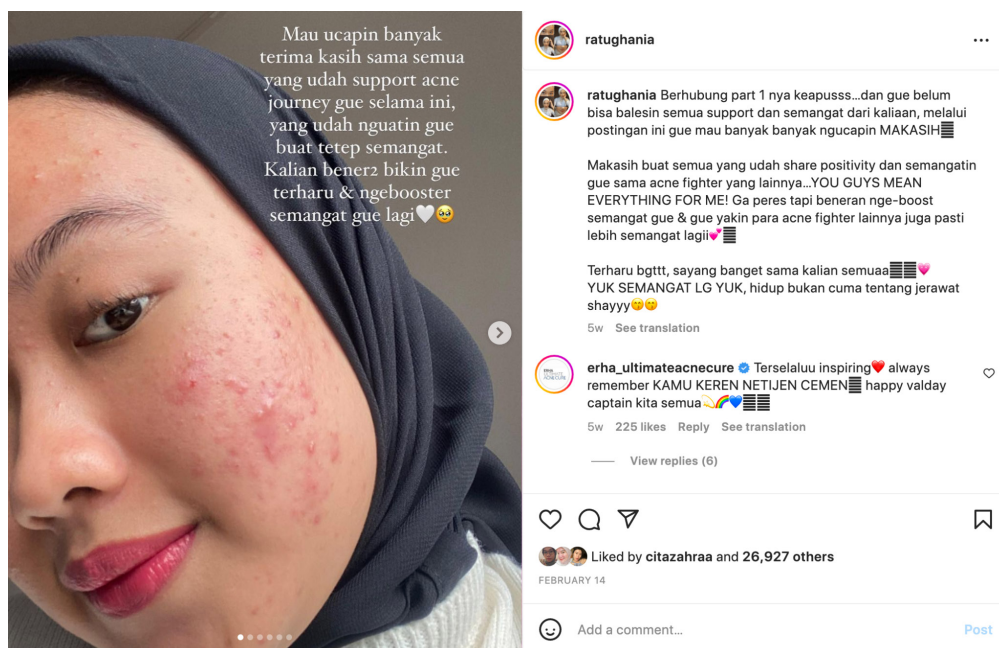 Mau ucapin banyak
terima kasih sama semua
yang udah support acne
journey gue selama ini,
yang udah nguatin gue
buat tetep semangat.
Kalian bener2 bikin gue
terharu & ngebooster
semangat gue lagi🤍🥹
ratughania
ratughania Berhubung part 1 nya keapusss...dan gue belum
bisa balesin semua support dan semangat dari kaliaan, melalui
postingan ini gue mau banyak banyak ngucapin MAKASIH
Makasih buat semua yang udah share positivity dan semangatin
gue sama acne fighter yang lainnya...YOU GUYS MEAN
EVERYTHING FOR ME! Ga peres tapi beneran nge-boost
semangat gue & gue yakin para acne fighter lainnya juga pasti
lebih semangat lagii💕
Terharu bgttt, sayang banget sama kalian semuaa💗
YUK SEMANGAT LG YUK, hidup bukan cuma tentang jerawat
shayyy😙😙
5w See translation
erha_ultimateacnecure Terselaluu inspiring❤️ always
remember KAMU KEREN NETIJEN CEMEN happy valday
captain kita semua💫🌈💙
5w 225 likes Reply See translation
View replies (6)
Liked by citazahraa and 26,927 others
FEBRUARY 14
Add a comment...
Post